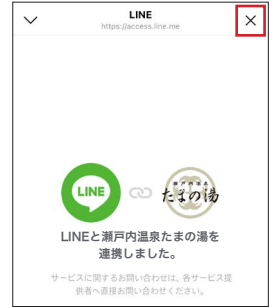 LINE
https://access.line.me
LINE
瀬戸内温泉
たまの湯
LINEと瀬戸内温泉たまの湯を
連携しました。
サービスに関するお問い合わせは、各サービス提
供者へ直接お問い合わせください。